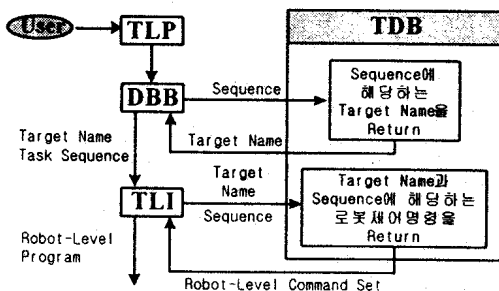 User
TLP
TDB
DBB
Sequence
Sequence에
해당하는
Target Name을
Return
Target Name
Target Name
Task Sequence
TLI
Target
Name
Sequence
Target Name과
Sequence에 해당하는
로봇세어명령을
Return
Robot-Level
Program
Robot-Level Command Set